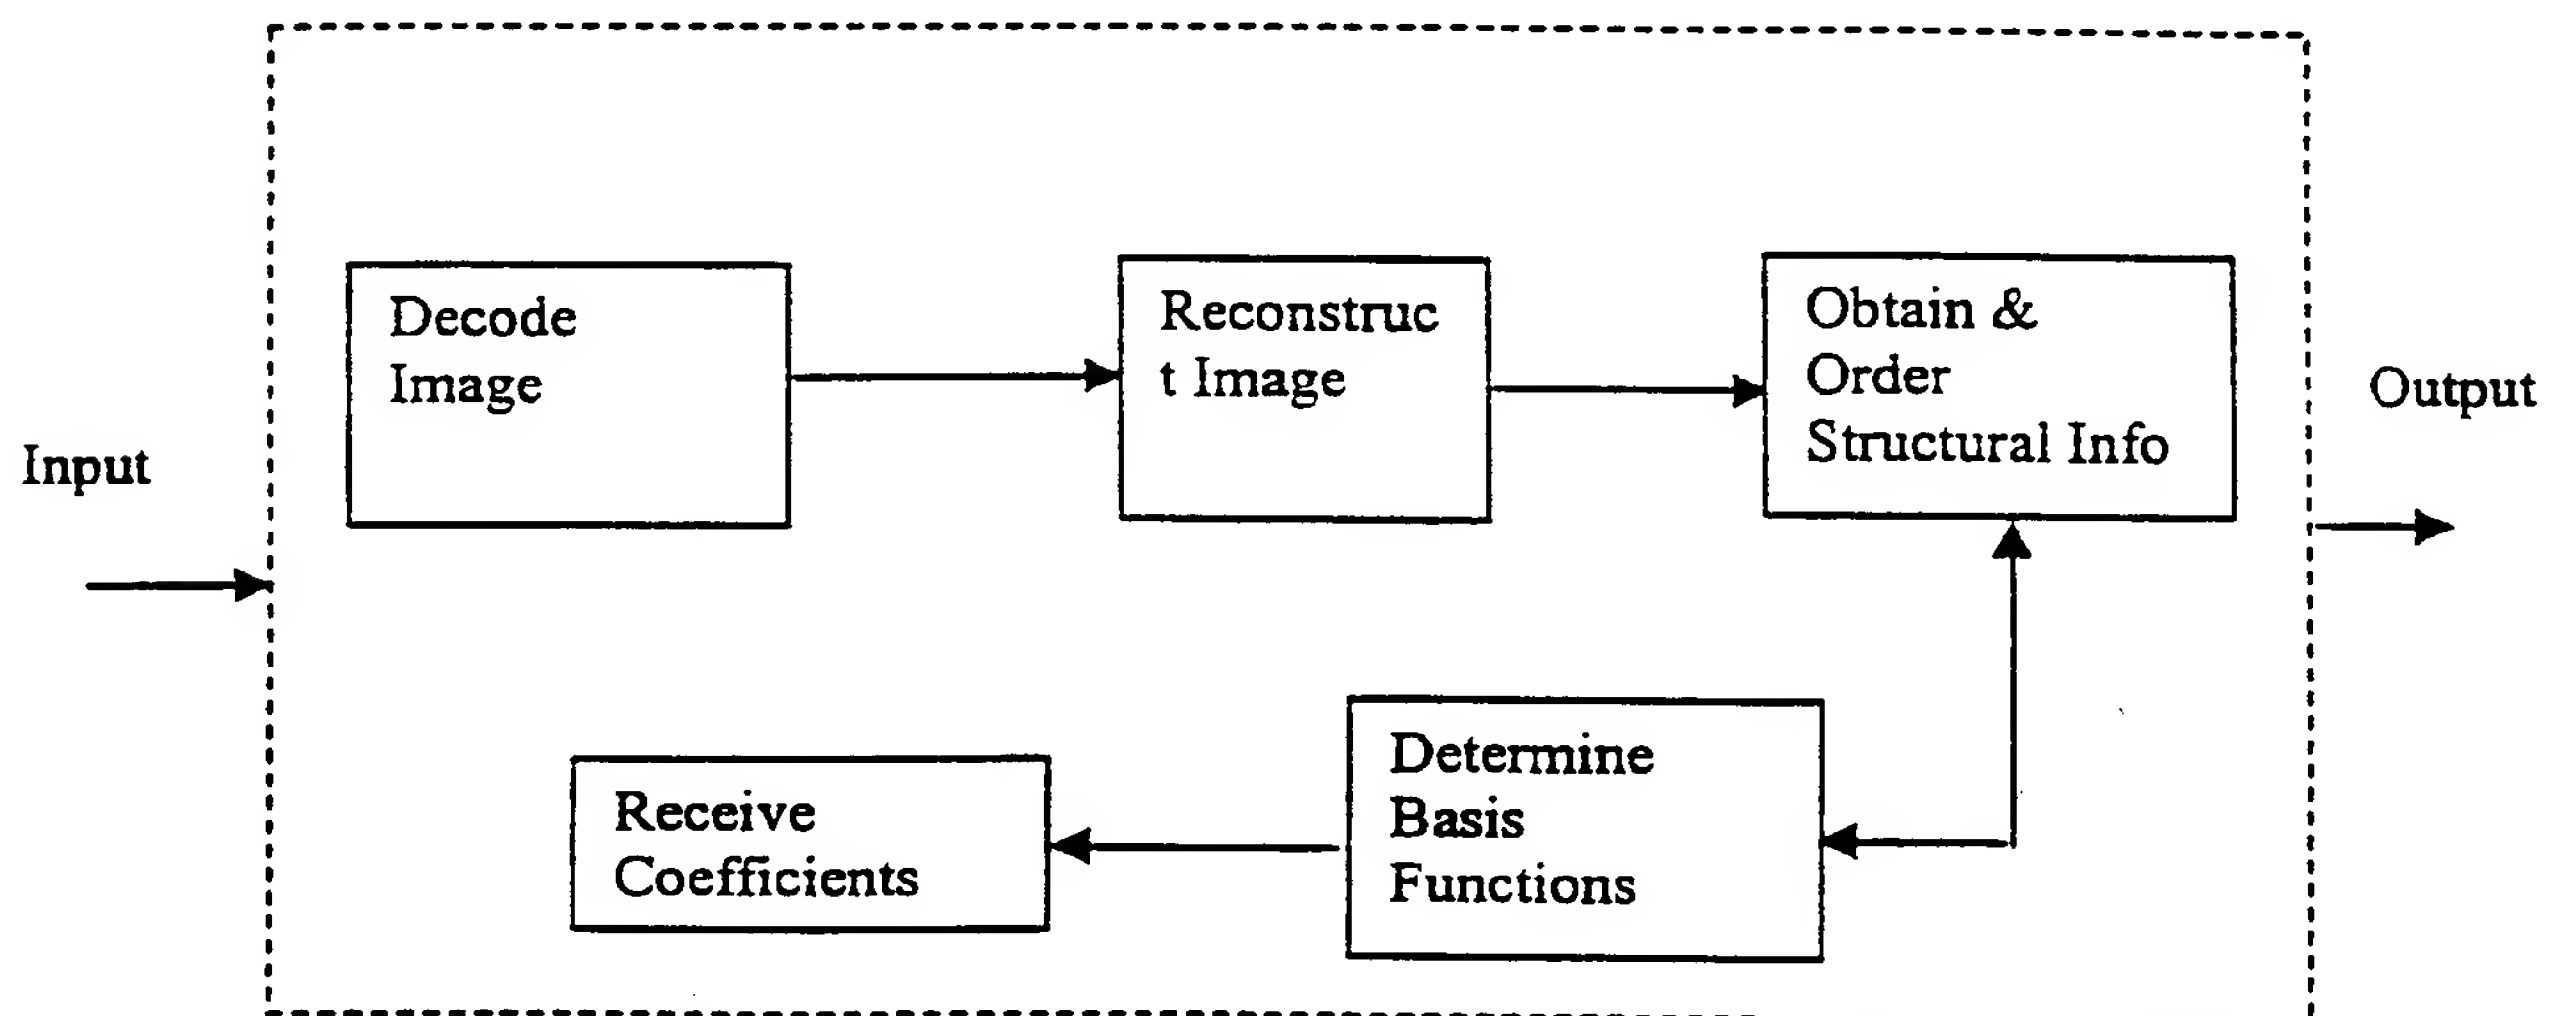 Input
Decode
Image
Reconstruc
t Image
Obtain &
Order
Structural Info
Output
Receive
Coefficients
Determine
Basis
Functions